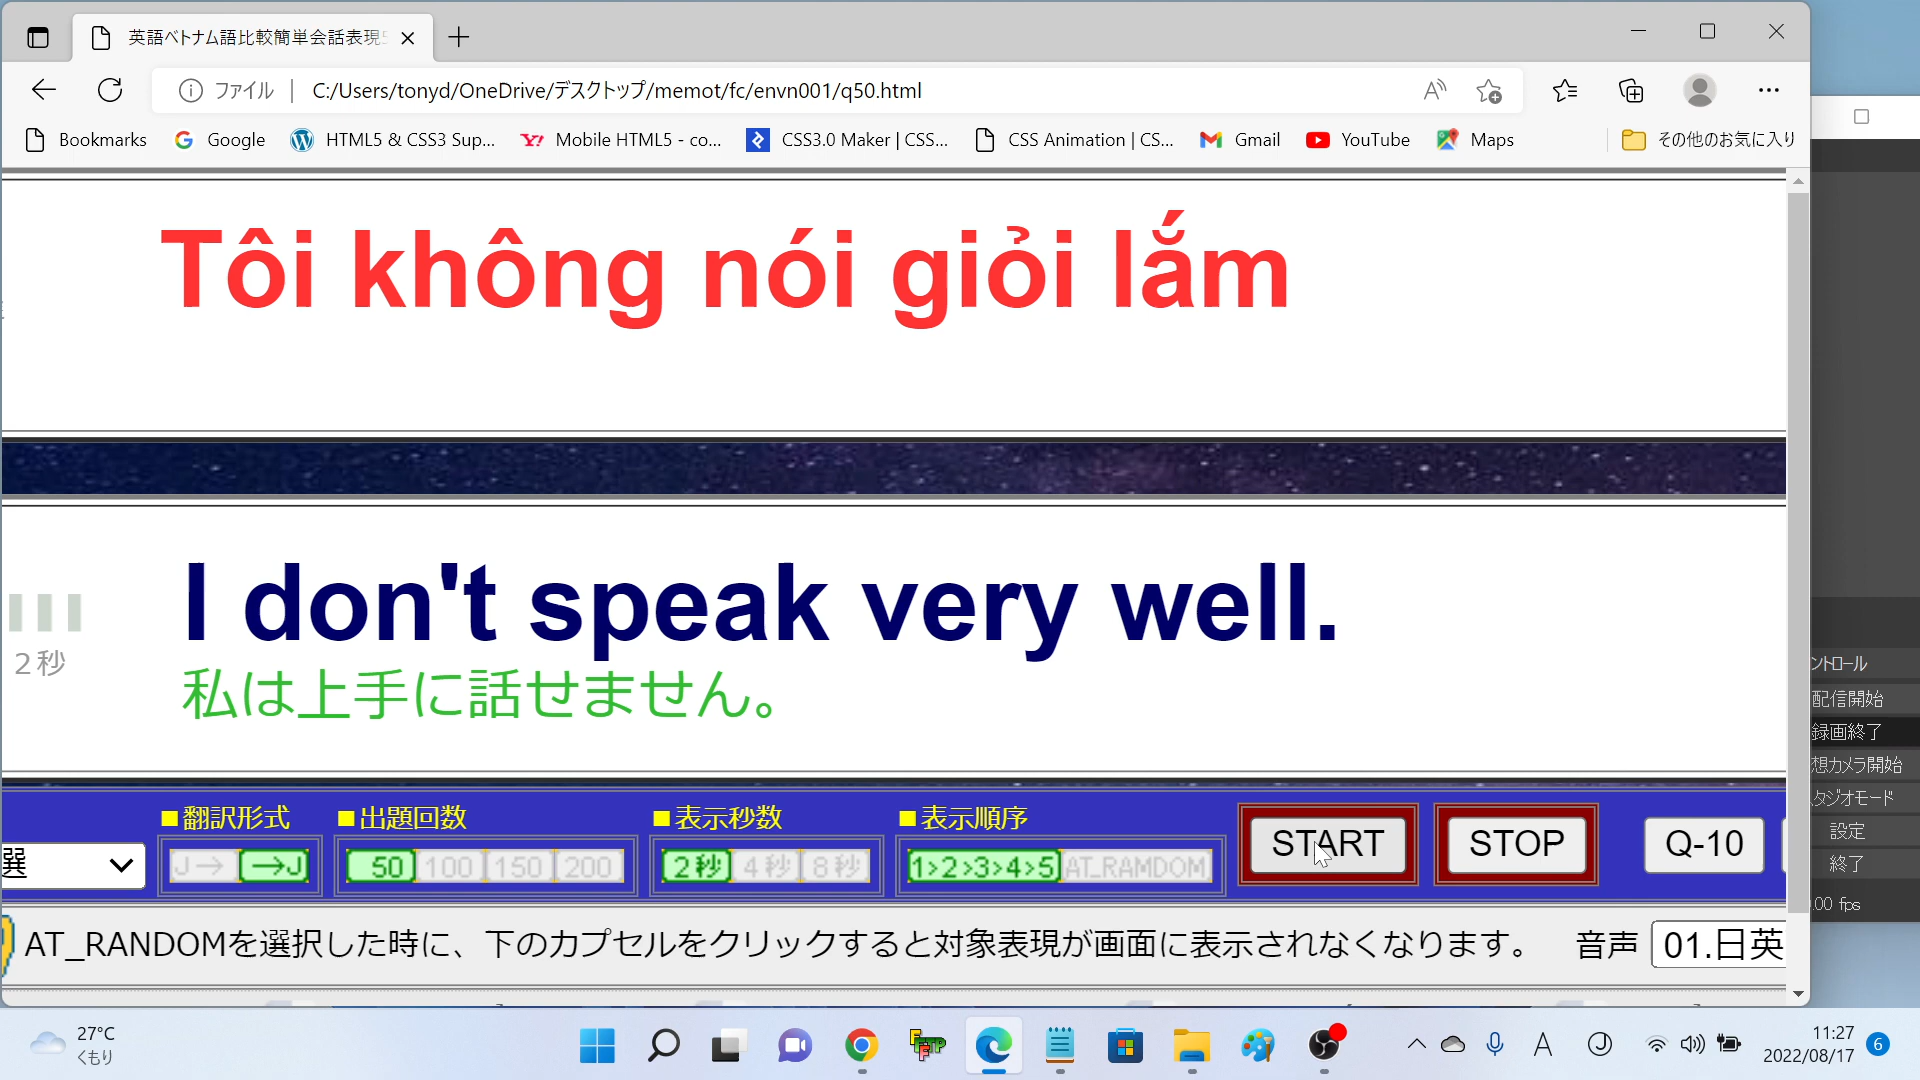 英語ベトナム語比較簡単会話表現
ファイル
C:/Users/tonyd/OneDrive/デスクトップ/memot/fc/envn001/q50.html
Bookmarks
Google
HTML5 & CSS3 Sup...
Mobile HTML5 - co...
CSS3.0 Maker | CSS...
CSS Animation | CS...
Gmail
YouTube
Maps
その他のお気に入り
Tôi không nói giỏi lắm
I don't speak very well.
2秒
私は上手に話せません。
■翻訳形式
■出題回数
■表示秒数
■表示順序
選
J→
→J
50
100
150
200
2秒
4秒
8秒
1>2>3>4>5
AT_RAMDOM
START
STOP
Q-10
AT_RANDOMを選択した時に、下のカプセルをクリックすると対象表現が画面に表示されなくなります。
音声
01.日英
ントロール
配信開始
録画終了
想カメラ開始
タジオモード
設定
終了
.00 fps
27°C
くもり
A
11:27
2022/08/17
6